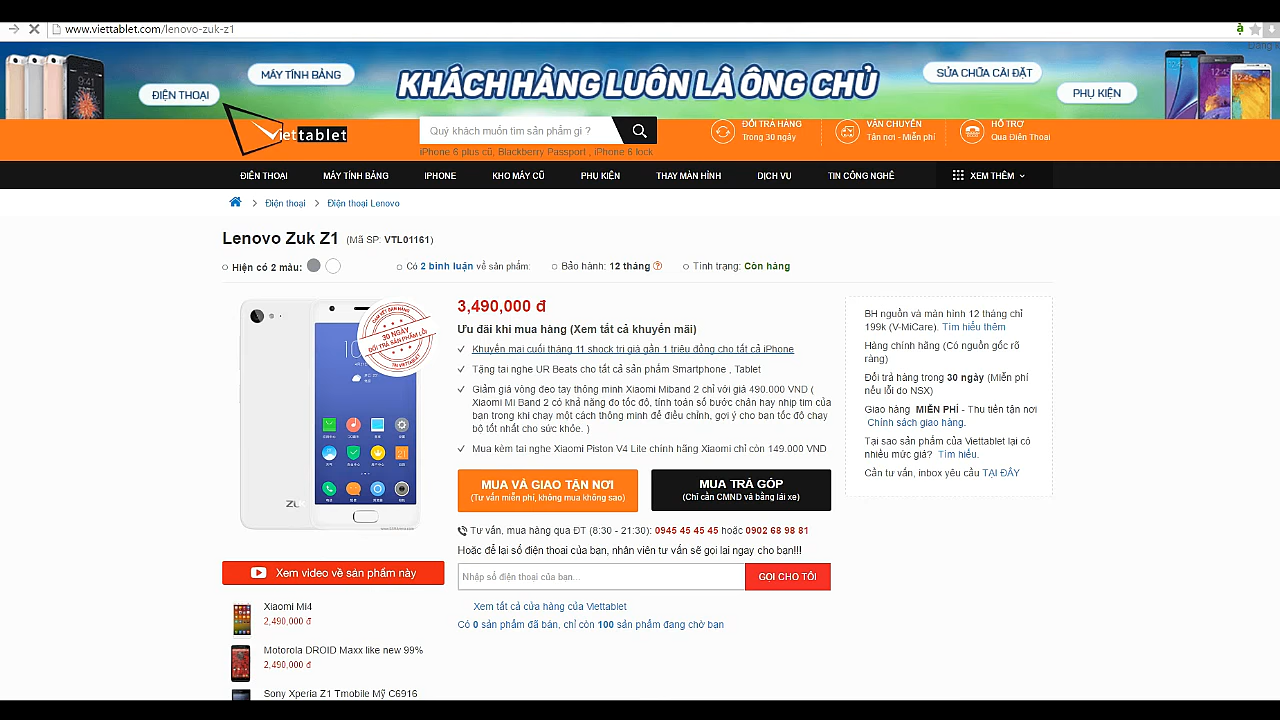 www.viettablet.com/lenovo-zuk-z1
MÁY TÍNH BẢNG
ĐIỆN THOẠI
KHÁCH HÀNG LUÔN LÀ ÔNG CHỦ
SỬA CHỮA CÀI ĐẶT
PHỤ KIỆN
Viettablet
Quý khách muốn tìm sản phẩm gì ?
iPhone 6 plus cũ, Blackberry Passport , iPhone 6 lock
ĐỔI TRẢ HÀNG
Trong 30 ngày
VẬN CHUYỂN
Tận nơi - Miễn phí
HỖ TRỢ
Qua Điện Thoại
ĐIỆN THOẠI MÁY TÍNH BẢNG IPHONE KHO MÁY CŨ PHỤ KIỆN THAY MÀN HÌNH DỊCH VỤ TIN CÔNG NGHỆ XEM THÊM
Điện thoại Điện thoại Lenovo
Lenovo Zuk Z1 (Mã SP: VTL01161)
Hiện có 2 màu: Có 2 bình luận về sản phẩm: Bảo hành: 12 tháng Tình trạng: Còn hàng
30 NGÀY
ĐỔI TRẢ SẢN PHẨM LỖI
3,490,000 đ
Ưu đãi khi mua hàng (Xem tất cả khuyến mãi)
Khuyến mại cuối tháng 11 shock trị giá gần 1 triệu đồng cho tất cả iPhone
Tặng tai nghe UR Beats cho tất cả sản phẩm Smartphone , Tablet
Giảm giá vòng đeo tay thông minh Xiaomi Miband 2 chỉ với giá 490.000 VND (
Xiaomi Mi Band 2 có khả năng đo tốc độ, tính toán số bước chân hay nhịp tim của
bạn trong khi chạy một cách thông minh để điều chỉnh, gợi ý cho bạn tốc độ chạy
bộ tốt nhất cho sức khỏe. )
Mua kèm tai nghe Xiaomi Piston V4 Lite chính hãng Xiaomi chỉ còn 149.000 VND
MUA VÀ GIAO TẬN NƠI
(Tư vấn miễn phí, không mua không sao)
MUA TRẢ GÓP
(Chỉ cần CMND và bằng lái xe)
Tư vấn, mua hàng qua ĐT (8:30 - 21:30): 0945 45 45 45 hoặc 0902 68 98 81
Hoặc để lại số điện thoại của bạn, nhân viên tư vấn sẽ gọi lại ngay cho bạn!!!
Nhập số điện thoại của bạn...
GỌI CHO TÔI
Xem tất cả cửa hàng của Viettablet
Có 0 sản phẩm đã bán, chỉ còn 100 sản phẩm đang chờ bạn
BH nguồn và màn hình 12 tháng chỉ
199k (V-MiCare). Tìm hiểu thêm
Hàng chính hãng (Có nguồn gốc rõ
ràng)
Đổi trả hàng trong 30 ngày (Miễn phí
nếu lỗi do NSX)
Giao hàng MIỄN PHÍ - Thu tiền tận nơi
Chính sách giao hàng.
Tại sao sản phẩm của Viettablet lại có
nhiều mức giá? Tìm hiểu.
Cần tư vấn, inbox yêu cầu TẠI ĐÂY
Xem video về sản phẩm này
Xiaomi Mi4
2,490,000 đ
Motorola DROID Maxx like new 99%
2,490,000 đ
Sony Xperia Z1 Tmobile Mỹ C6916